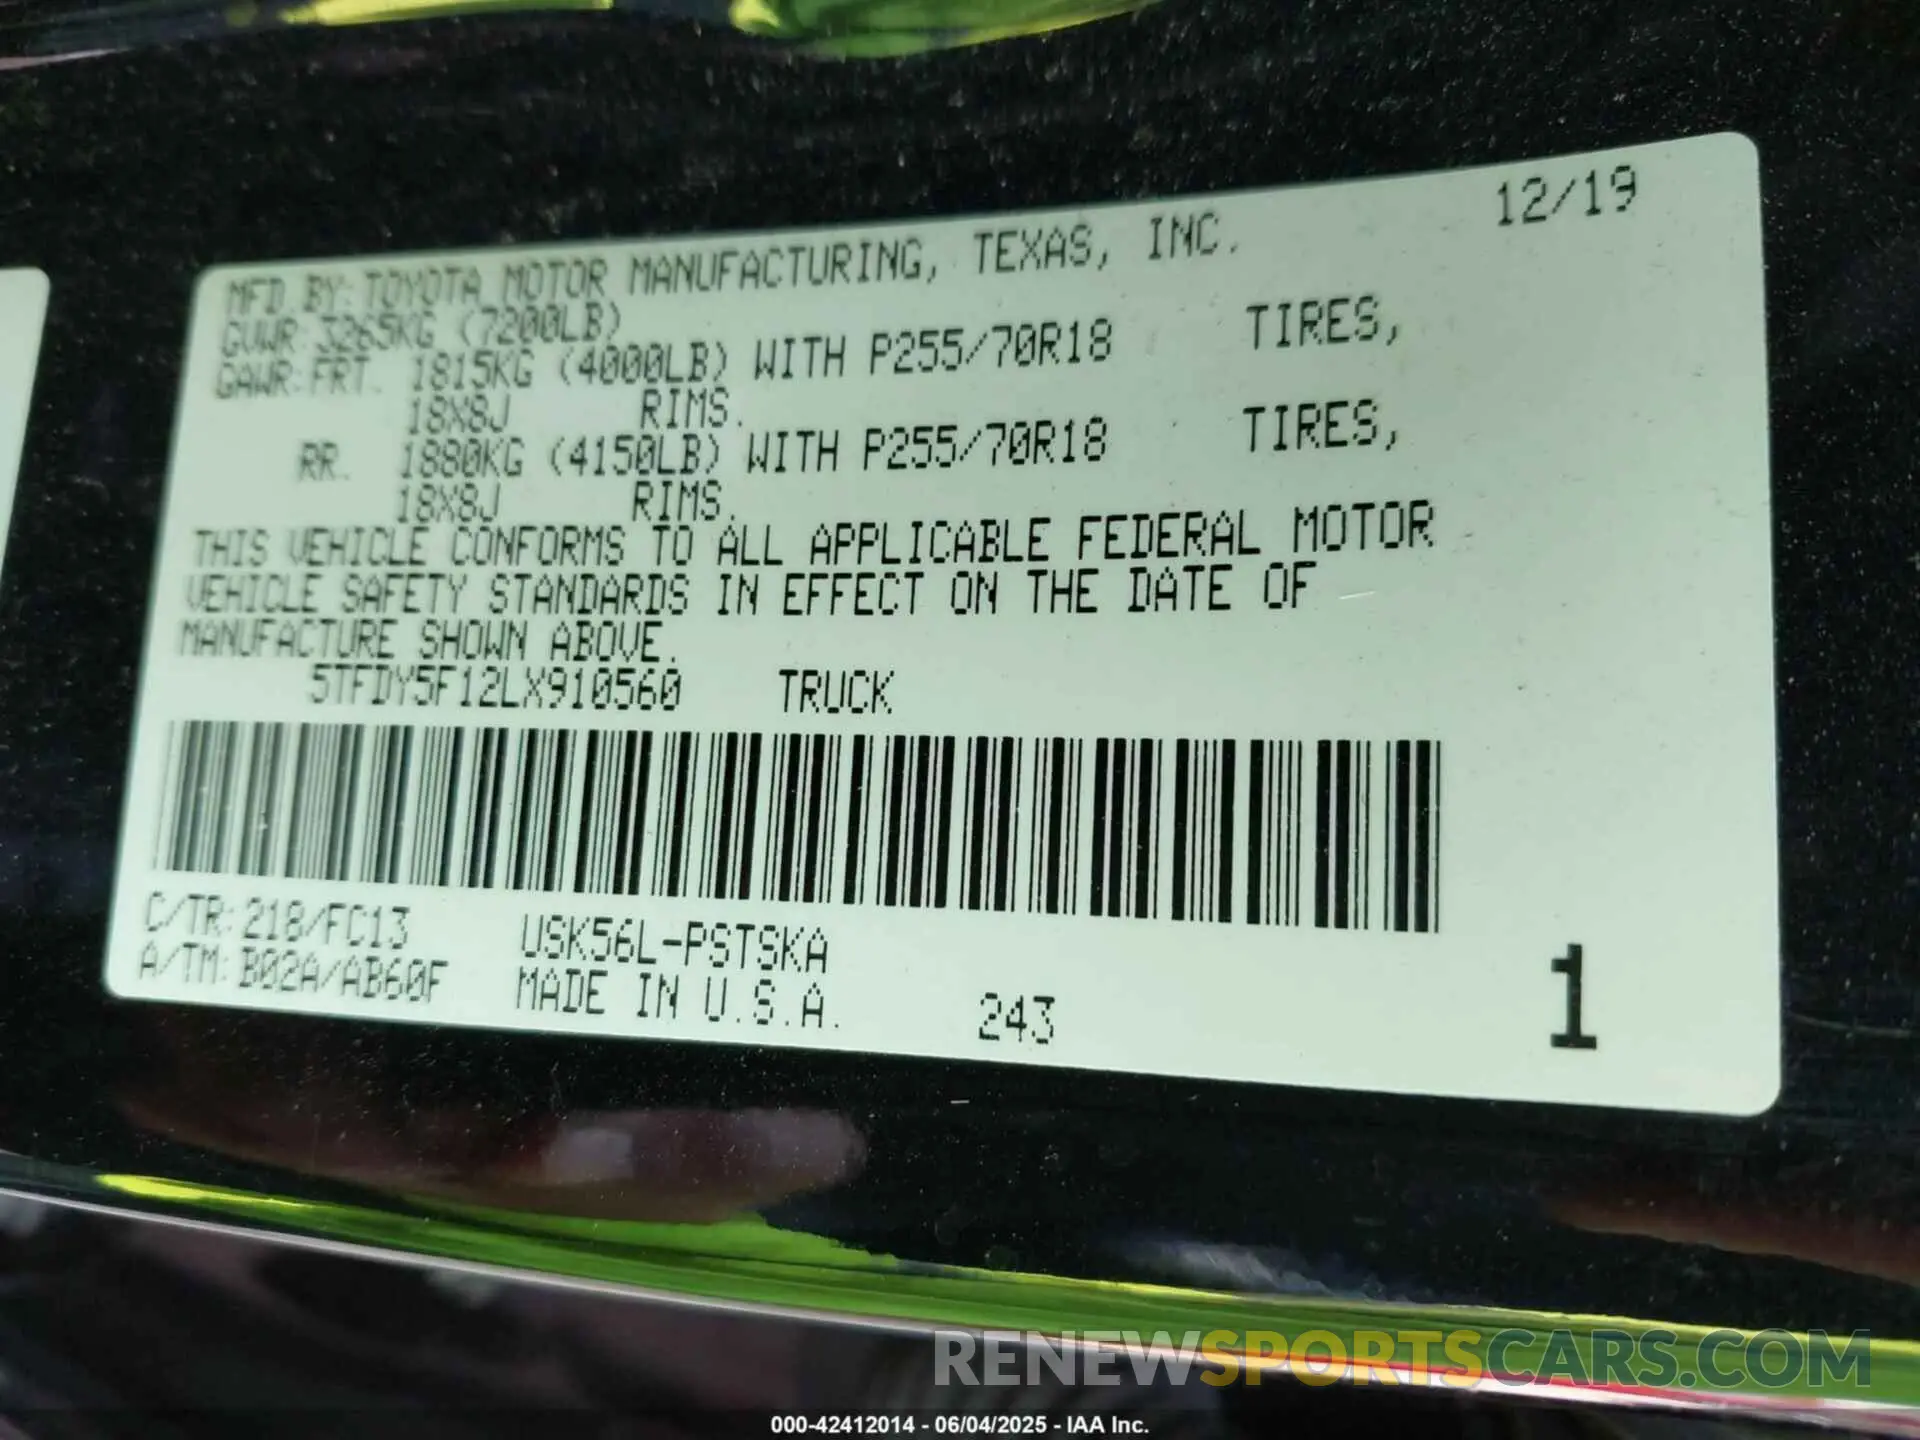 12/19
MFD.BY:TOYOTA MOTOR MANUFACTURING, TEXAS, INC.
GVWR:3265KG (7200LB)
GAWR:FRT. 1815KG (4000LB) WITH P255/70R18 TIRES,
18X8J RIMS.
RR. 1880KG (4150LB) WITH P255/70R18 TIRES,
18X8J RIMS.
THIS VEHICLE CONFORMS TO ALL APPLICABLE FEDERAL MOTOR
VEHICLE SAFETY STANDARDS IN EFFECT ON THE DATE OF
MANUFACTURE SHOWN ABOVE.
5TFDY5F12LX910560 TRUCK
C/TR:218/FC13 USK56L-PSTSKA
A/TM:B02A/AB60F MADE IN U.S.A. 243
1
RENEWSPORTSCARS.COM
000-42412014 - 06/04/2025 - IAA Inc.